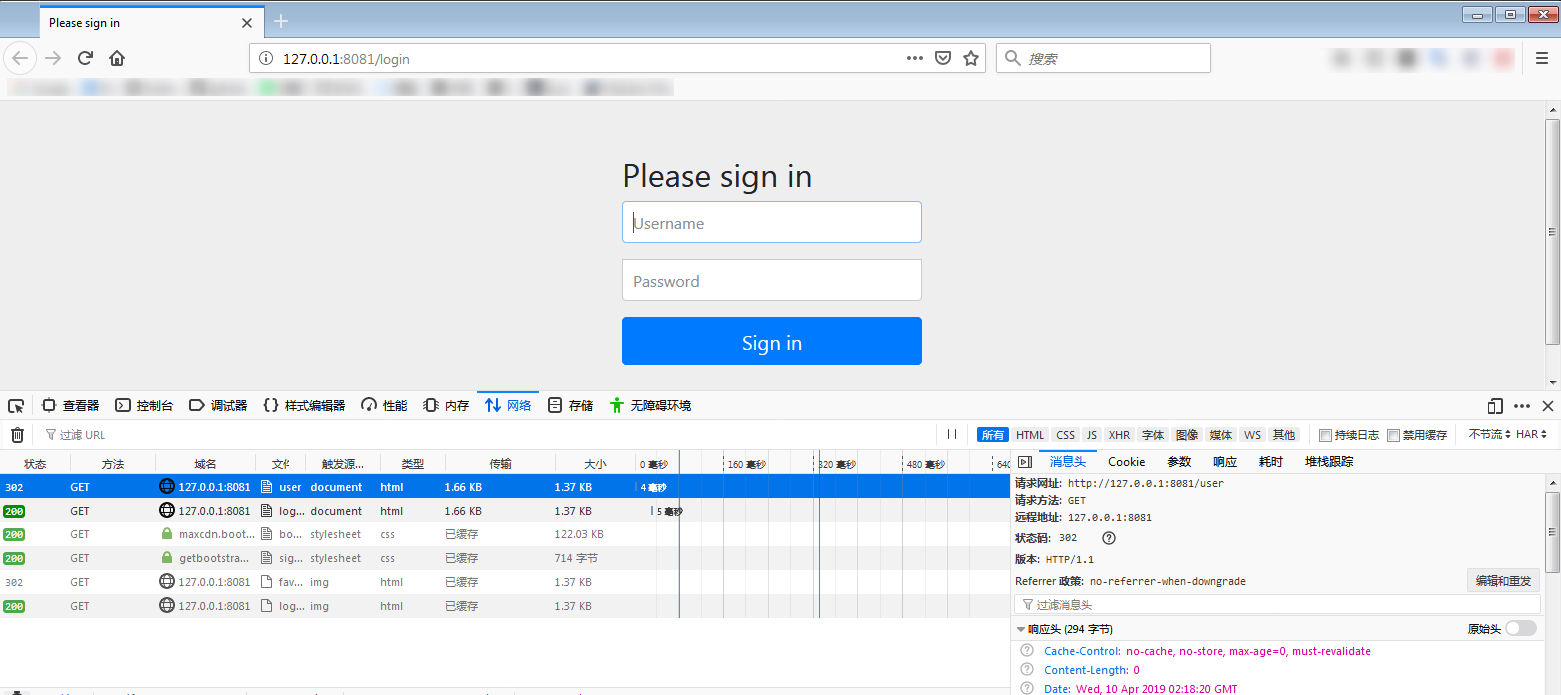 Please sign in
127.0.0.1:8081/login
搜索
Please sign in
Username
Password
Sign in
查看器 控制台 调试器 样式编辑器 性能 内存 网络 存储 无障碍环境
过滤 URL 所有 HTML CSS JS XHR 字体 图像 媒体 WS 其他 持续日志 禁用缓存 不节流 HAR
状态 方法 域名 文件 触发源... 类型 传输 大小 0 毫秒 160 毫秒 320 毫秒 480 毫秒 640
302 GET 127.0.0.1:8081 user document html 1.66 KB 1.37 KB 4 毫秒
200 GET 127.0.0.1:8081 log... document html 1.66 KB 1.37 KB 5 毫秒
200 GET maxcdn.boot... bo... stylesheet css 已缓存 122.03 KB
200 GET getbootstra... sig... stylesheet css 已缓存 714 字节
302 GET 127.0.0.1:8081 fav... img html 已缓存 1.37 KB
200 GET 127.0.0.1:8081 log... img html 已缓存 1.37 KB
消息头 Cookie 参数 响应 耗时 堆栈跟踪
请求网址: http://127.0.0.1:8081/user
请求方法: GET
远程地址: 127.0.0.1:8081
状态码: 302
版本: HTTP/1.1
Referrer 政策: no-referrer-when-downgrade 编辑和重发
过滤消息头
响应头 (294 字节) 原始头
Cache-Control: no-cache, no-store, max-age=0, must-revalidate
Content-Length: 0
Date: Wed, 10 Apr 2019 02:18:20 GMT